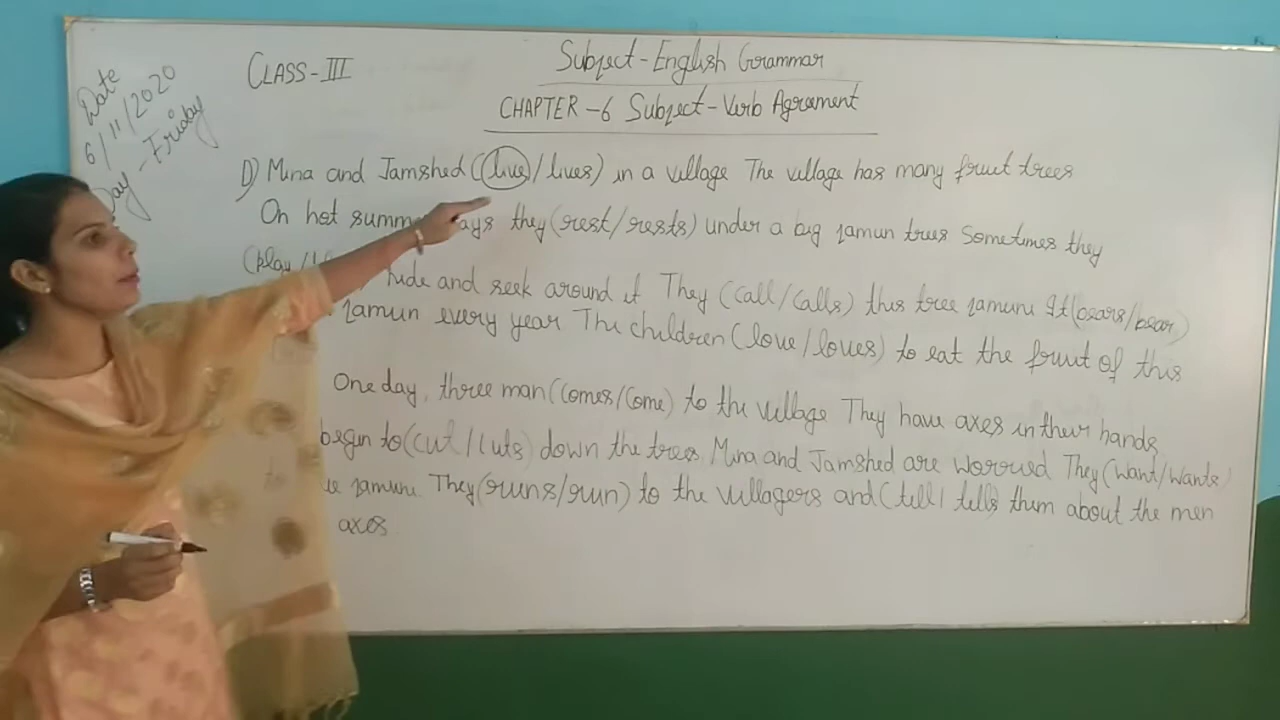 Date
6/11/2020
Day - Friday
CLASS-III
Subject-English Grammar
CHAPTER -6 Subject-Verb Agreement
D) Mina and Jamshed (live/lives) in a village The village has many fruit trees
On hot summer days they (rest/rests) under a big jamun trees Sometimes they
(play / hide and seek around it They (call/calls) this tree jamuni It (bears/bear)
jamun every year The children (love/loves) to eat the fruit of this
One day, three man (comes/come) to the village They have axes in their hands
begin to (cut/cuts) down the trees Mina and Jamshed are worried They (want/wants)
jamuni They (runs/run) to the villagers and (tell/tells) them about the men
axes